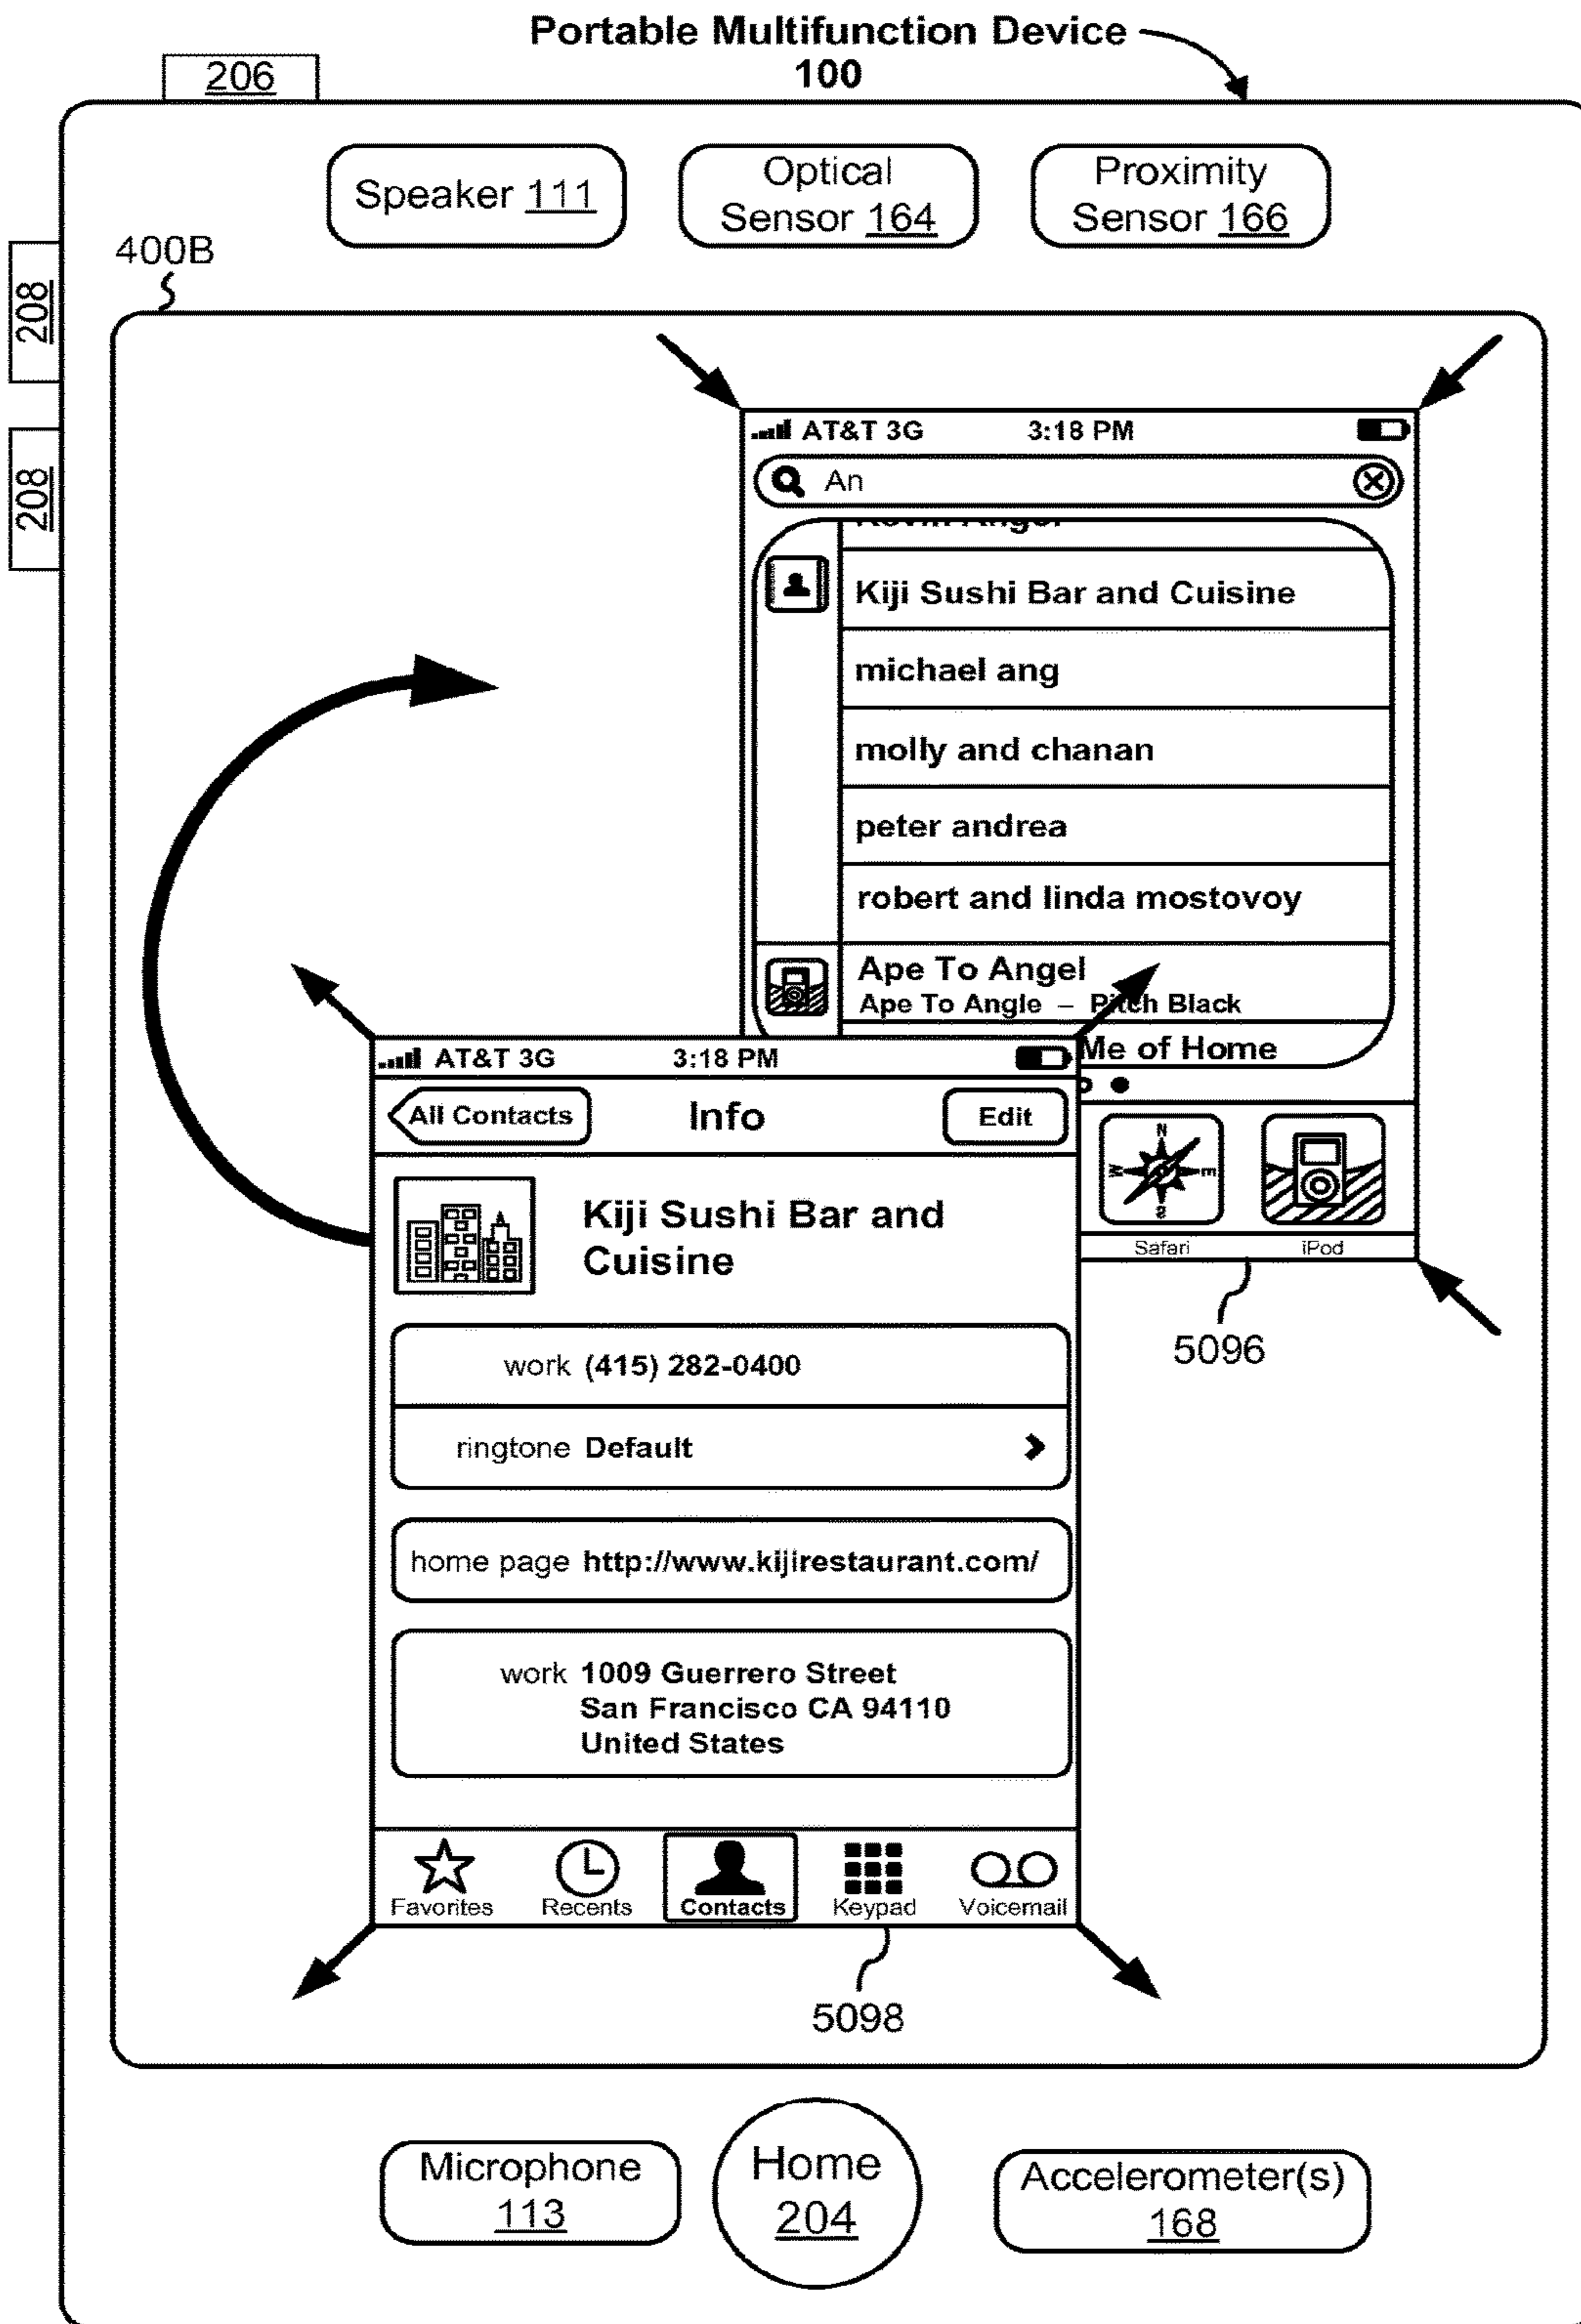 Portable Multifunction Device
100
206
Speaker 111
Optical
Sensor 164
Proximity
Sensor 166
400B
208
208
AT&T 3G 3:18 PM
An
Kiji Sushi Bar and Cuisine
michael ang
molly and chanan
peter andrea
robert and linda mostovoy
Ape To Angel
Ape To Angle – Pitch Black
Me of Home
N
W E
S
Safari iPod
5096
AT&T 3G 3:18 PM
All Contacts Info Edit
Kiji Sushi Bar and
Cuisine
work (415) 282-0400
ringtone Default
home page http://www.kijirestaurant.com/
work 1009 Guerrero Street
San Francisco CA 94110
United States
Favorites Recents Contacts Keypad Voicemail
5098
Microphone
113
Home
204
Accelerometer(s)
168